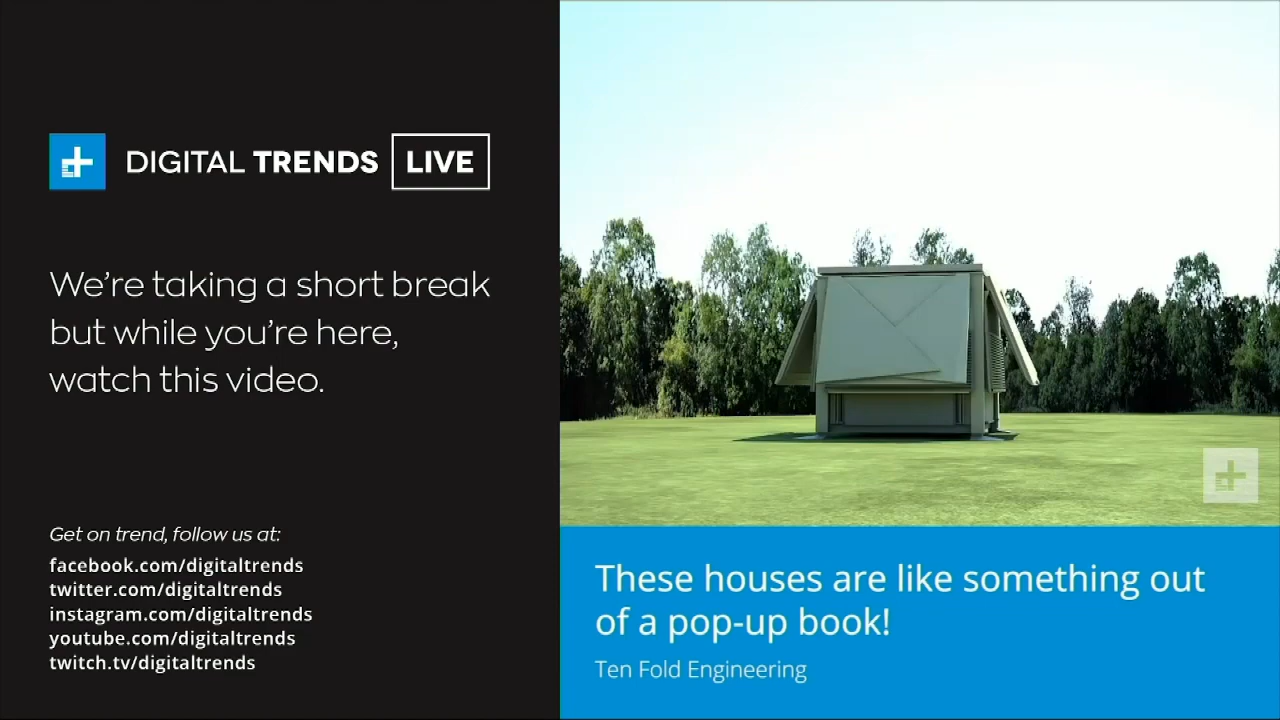 DIGITAL TRENDS LIVE
We're taking a short break
but while you're here,
watch this video.
Get on trend, follow us at:
facebook.com/digitaltrends
twitter.com/digitaltrends
instagram.com/digitaltrends
youtube.com/digitaltrends
twitch.tv/digitaltrends
These houses are like something out
of a pop-up book!
Ten Fold Engineering